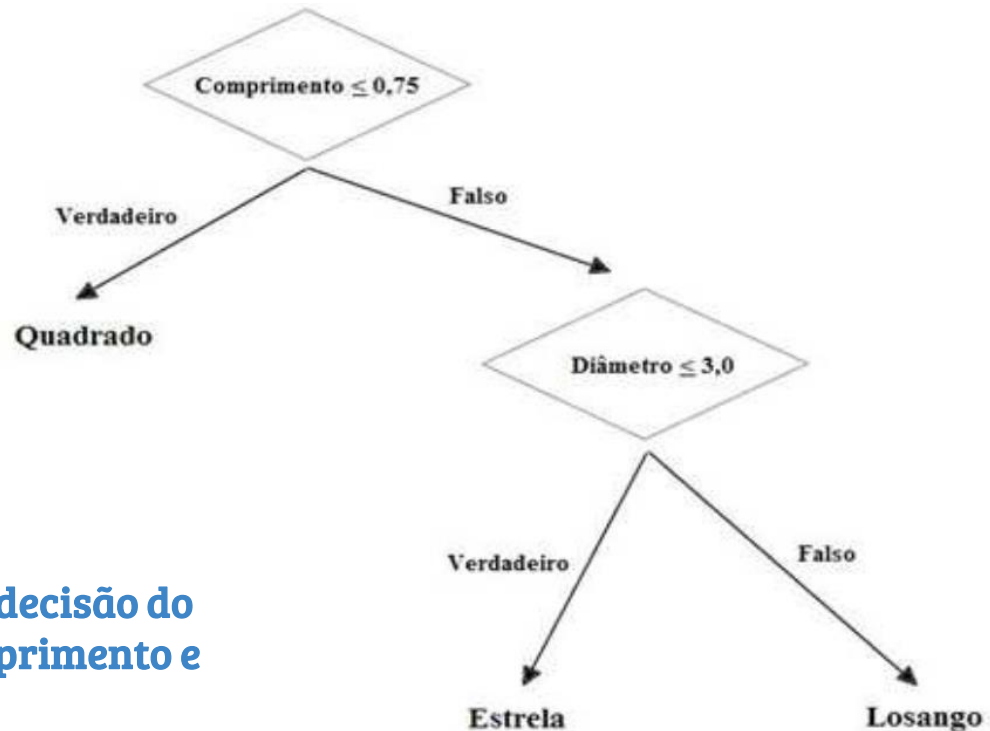 Comprimento ≤ 0,75
Verdadeiro
Falso
Quadrado
Diâmetro ≤ 3,0
Verdadeiro
Falso
decisão do
primento e
Estrela
Losango